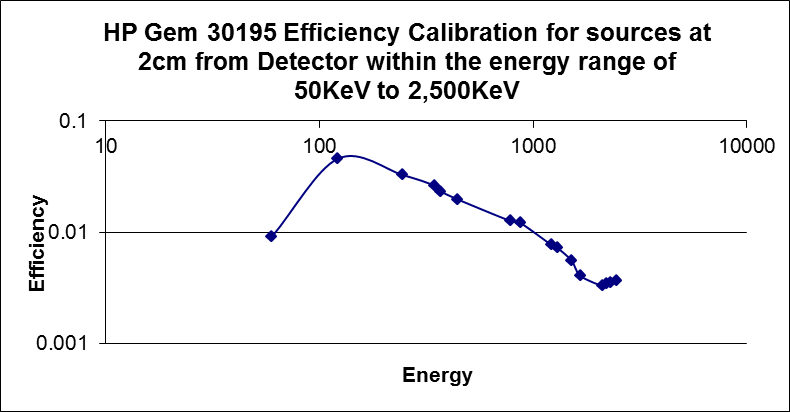 HP Gem 30195 Efficiency Calibration for sources at
2cm from Detector within the energy range of
50KeV to 2,500KeV
0.1
10
100
1000
10000
0.01
0.001
Efficiency
Energy